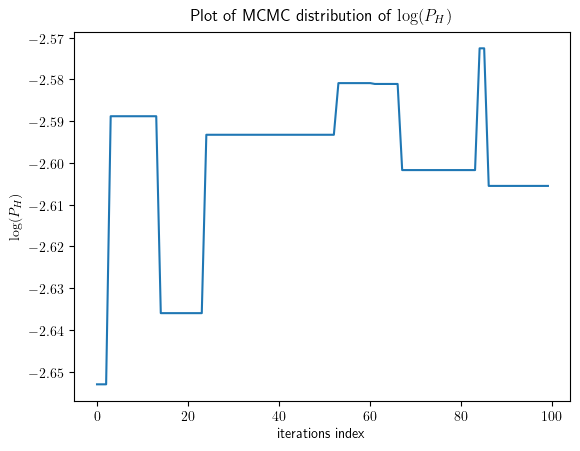 Plot of MCMC distribution of log(P_H)
−2.57
−2.58
−2.59
−2.60
−2.61
−2.62
−2.63
−2.64
−2.65
log(P_H)
0 20 40 60 80 100
iterations index